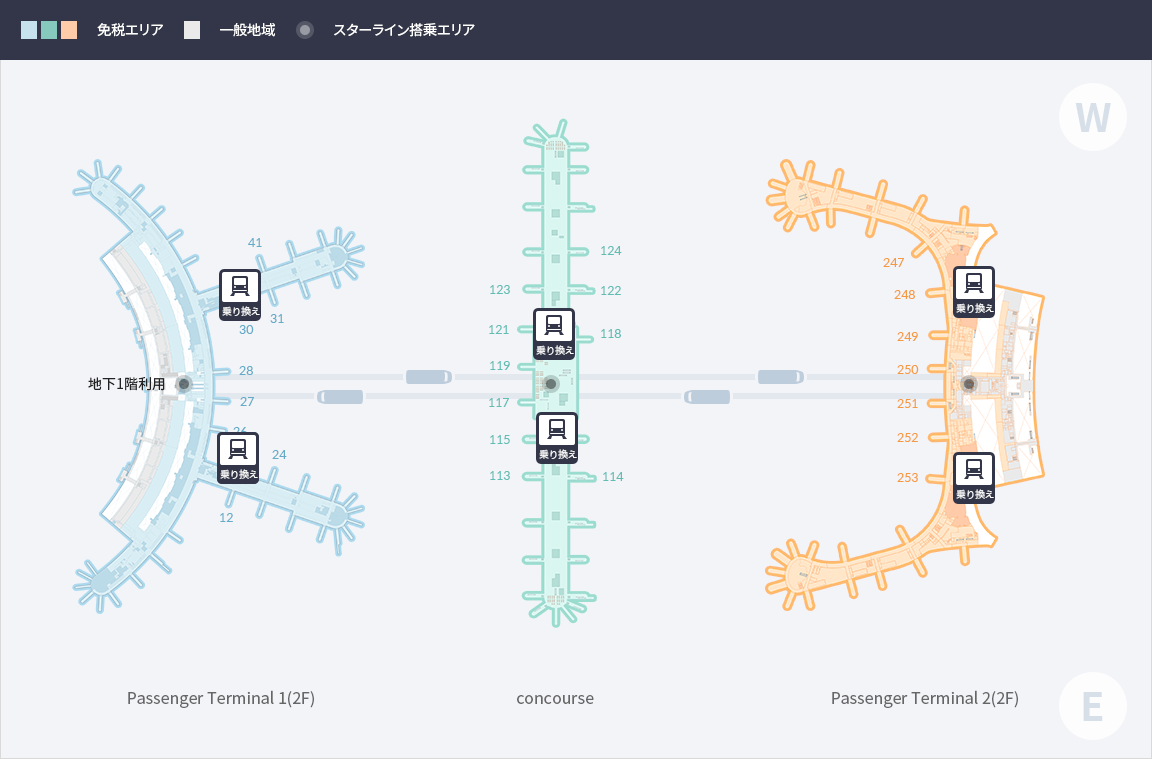 免税エリア 一般地域 スターライン搭乗エリア
W
41
124
247
123
122
248
乗り換え
31
乗り換え
30
121
118
249
乗り換え
28
119
250
地下1階利用
27
117
251
26
115
252
24
乗り換え
乗り換え
113
114
253
乗り換え
12
Passenger Terminal 1(2F)
concourse
Passenger Terminal 2(2F)
E